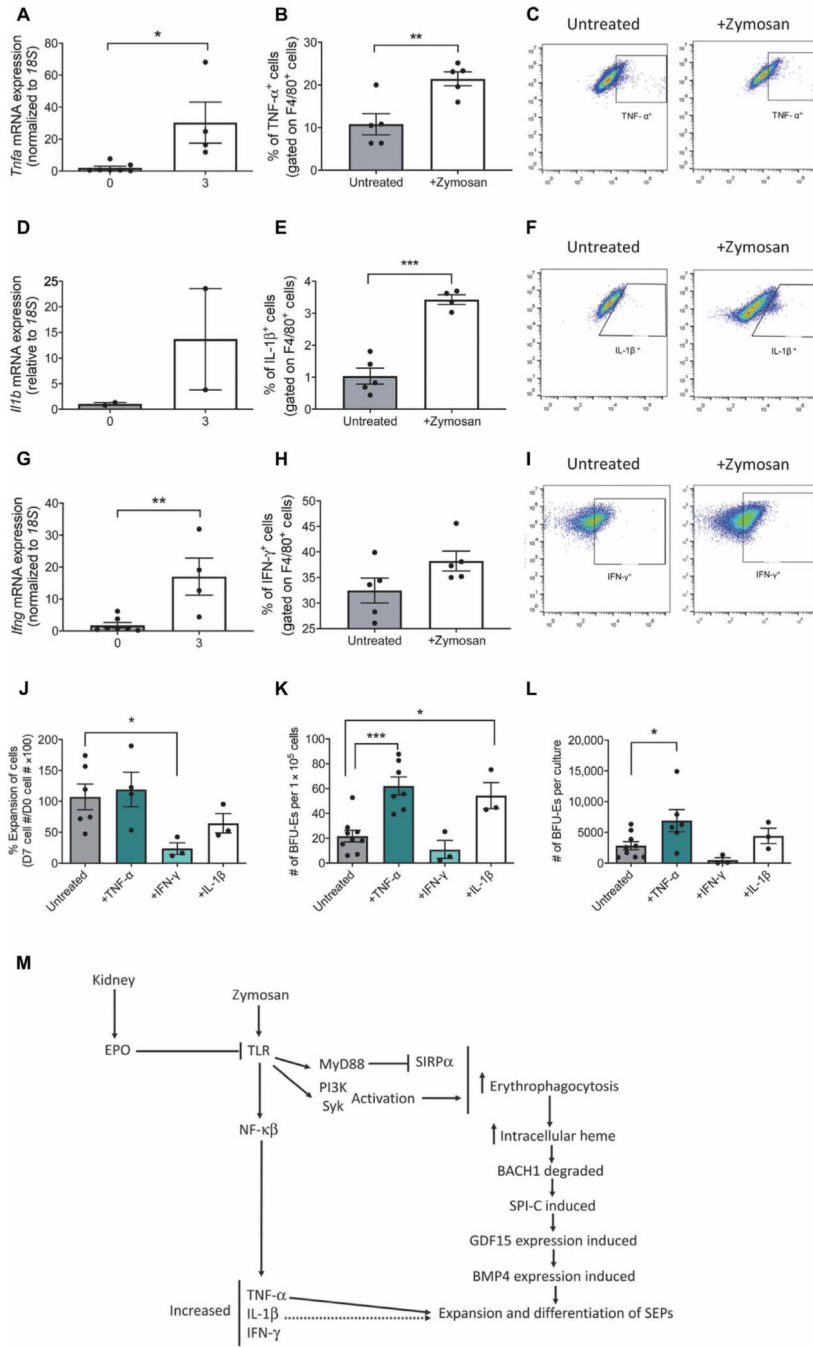 A
Tnfa mRNA expression
(normalized to 18S)
80
60
40
20
0
*
0
3
B
% of TNF-α⁺ cells
(gated on F4/80⁺ cells)
30
20
10
0
**
Untreated
+Zymosan
C
Untreated
+Zymosan
TNF- α⁺
TNF- α⁺
D
Il1b mRNA expression
(relative to 18S)
25
20
15
10
5
0
0
3
E
% of IL-1β⁺ cells
(gated on F4/80⁺ cells)
4
3
2
1
0
***
Untreated
+Zymosan
F
Untreated
+Zymosan
IL-1β⁺
IL-1β⁺
G
Ifng mRNA expression
(normalized to 18S)
50
40
30
20
10
0
**
0
3
H
% of IFN-γ⁺ cells
(gated on F4/80⁺ cells)
50
45
40
35
30
25
Untreated
+Zymosan
I
Untreated
+Zymosan
IFN-γ⁺
IFN-γ⁺
J
% Expansion of cells
(D7 cell #/D0 cell # ×100)
250
200
150
100
50
0
*
Untreated
+TNF-α
+IFN-γ
+IL-1β
K
# of BFU-Es per 1 × 10⁵ cells
100
80
60
40
20
0
***
*
Untreated
+TNF-α
+IFN-γ
+IL-1β
L
# of BFU-Es per culture
20,000
15,000
10,000
5000
0
*
Untreated
+TNF-α
+IFN-γ
+IL-1β
M
Kidney
Zymosan
EPO
TLR
MyD88
SIRPα
PI3K
Syk
Activation
Erythrophagocytosis
NF-κβ
Intracellular heme
BACH1 degraded
SPI-C induced
GDF15 expression induced
BMP4 expression induced
Increased
TNF-α
IL-1β
IFN-γ
Expansion and differentiation of SEPs